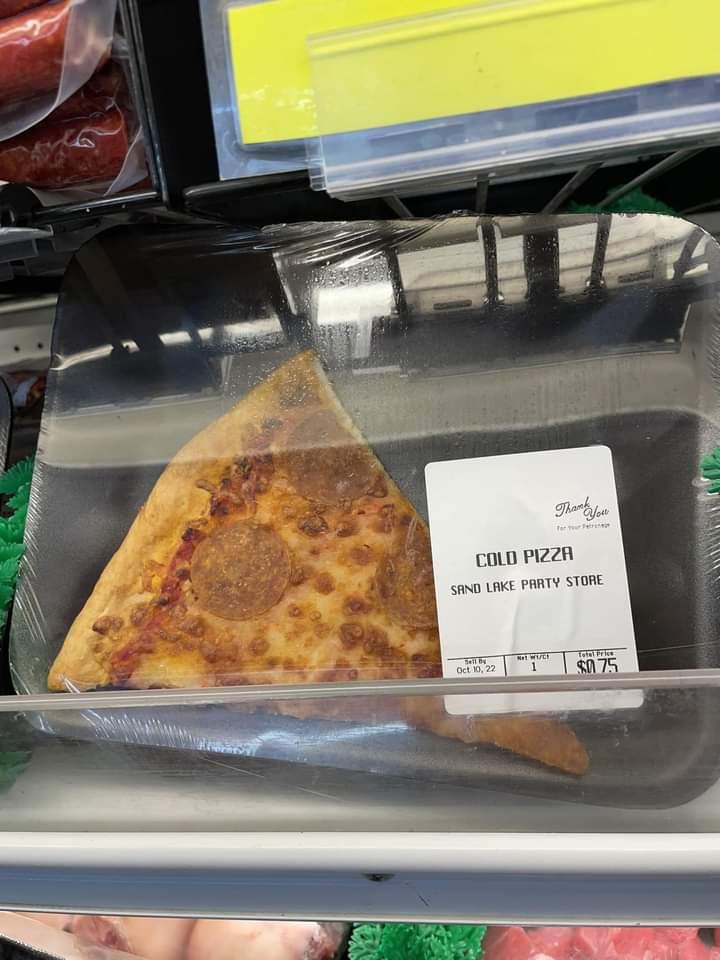 Thank
You
For Your Patronage
COLD PIZZA
SAND LAKE PARTY STORE
Sell By Net Wt/Ct Total Price
Oct 10, 22 1 $0.75